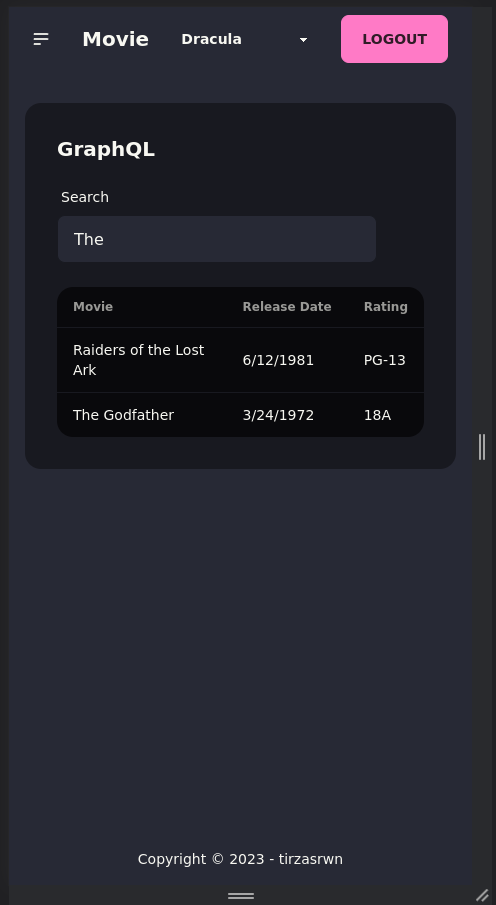 Movie Dracula LOGOUT
GraphQL
Search
The
Movie Release Date Rating
Raiders of the Lost
Ark 6/12/1981 PG-13
The Godfather 3/24/1972 18A
Copyright © 2023 - tirzasrwn